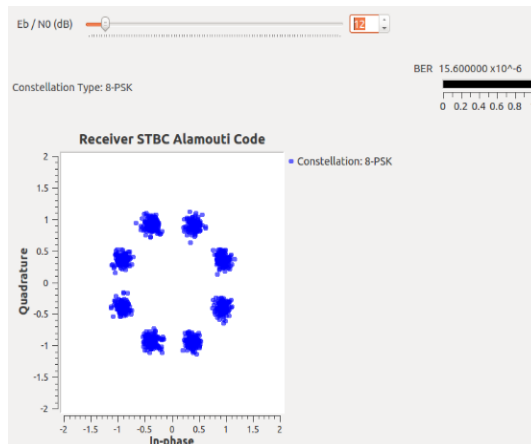 Eb / N0 (dB)
12
BER 15.600000 x10^-6
Constellation Type: 8-PSK
0 0.2 0.4 0.6 0.8
Receiver STBC Alamouti Code
Constellation: 8-PSK
2
1.5
1
0.5
0
-0.5
-1
-1.5
-2
Quadrature
-2 -1.5 -1 -0.5 0 0.5 1 1.5 2
In-phase